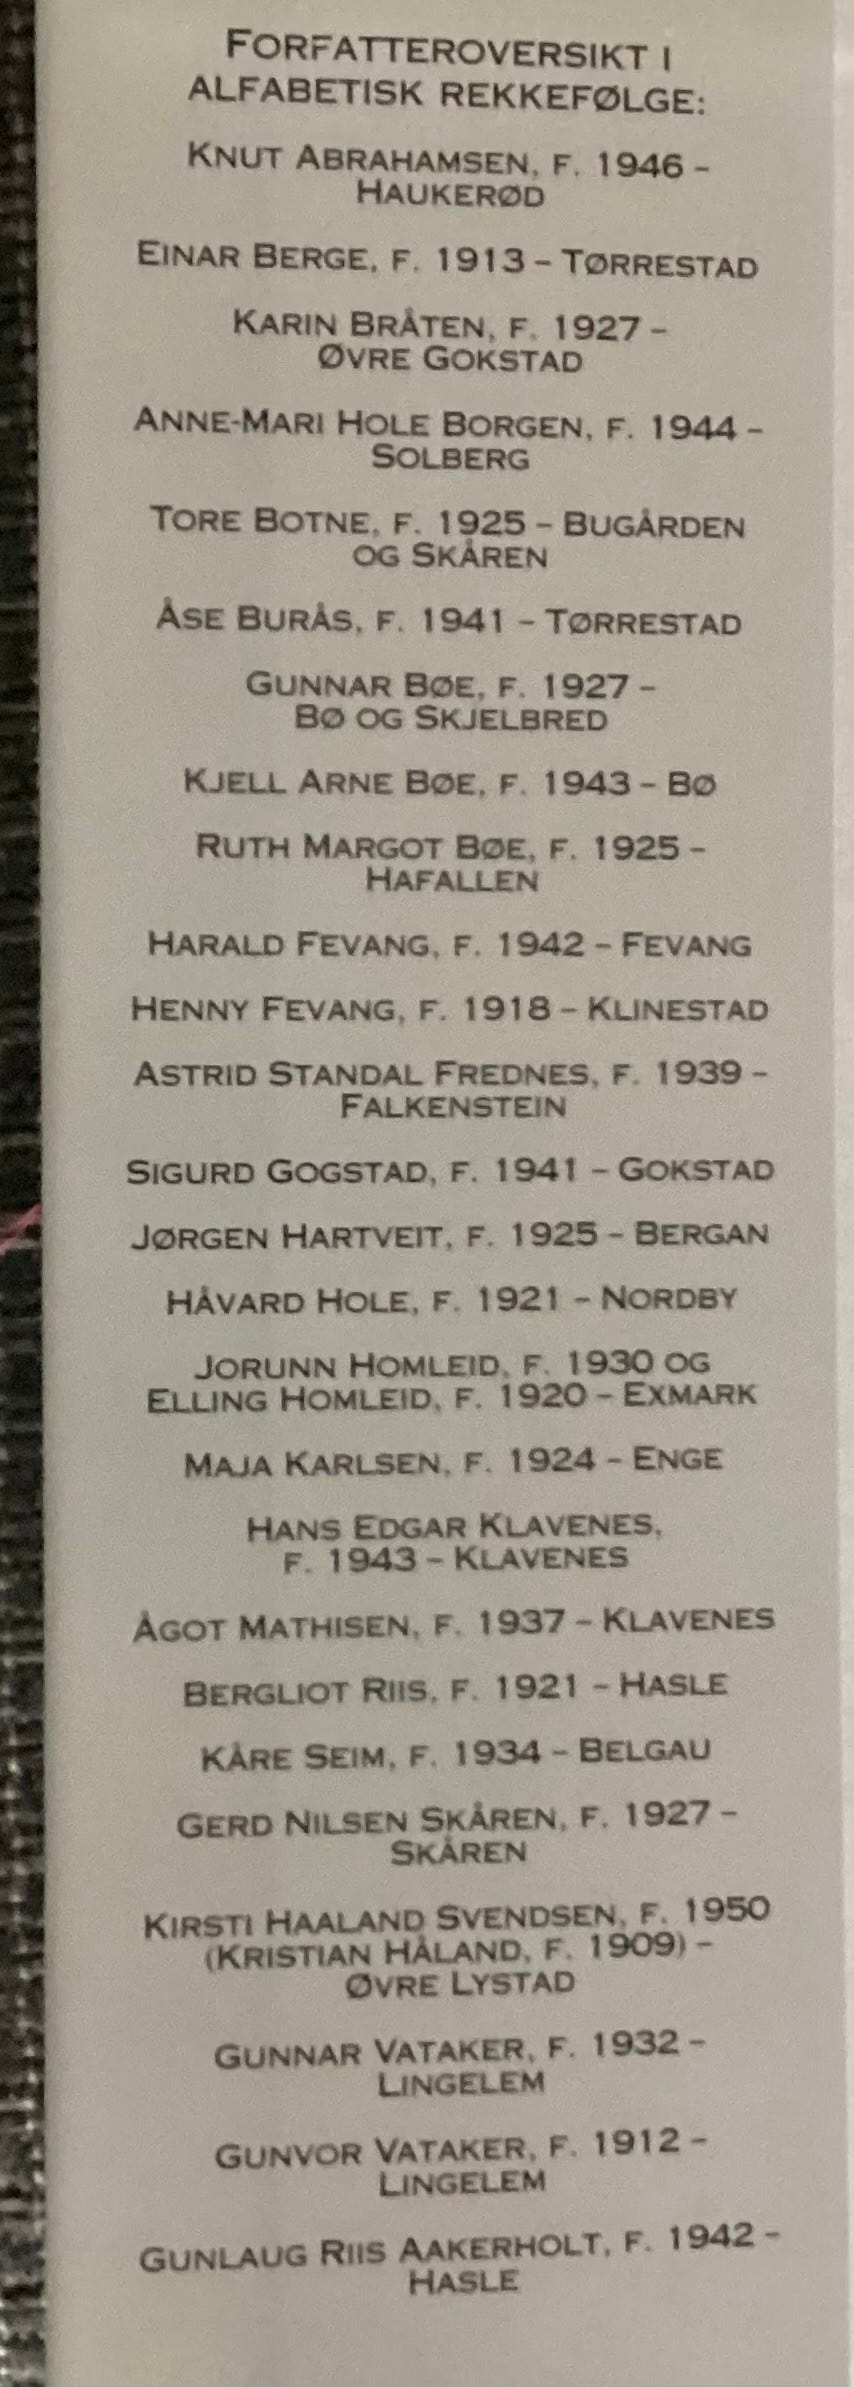 FORFATTEROVERSIKT I
ALFABETISK REKKEFØLGE:
KNUT ABRAHAMSEN, F. 1946 –
HAUKERØD
EINAR BERGE, F. 1913 – TØRRESTAD
KARIN BRÅTEN, F. 1927 –
ØVRE GOKSTAD
ANNE-MARI HOLE BORGEN, F. 1944 –
SOLBERG
TORE BOTNE, F. 1925 – BUGÅRDEN
OG SKÅREN
ÅSE BURÅS, F. 1941 – TØRRESTAD
GUNNAR BØE, F. 1927 –
BØ OG SKJELBRED
KJELL ARNE BØE, F. 1943 – BØ
RUTH MARGOT BØE, F. 1925 –
HAFALLEN
HARALD FEVANG, F. 1942 – FEVANG
HENNY FEVANG, F. 1918 – KLINESTAD
ASTRID STANDAL FREDNES, F. 1939 –
FALKENSTEIN
SIGURD GOGSTAD, F. 1941 – GOKSTAD
JØRGEN HARTVEIT, F. 1925 – BERGAN
HÅVARD HOLE, F. 1921 – NORDBY
JORUNN HOMLEID, F. 1930 OG
ELLING HOMLEID, F. 1920 – EXMARK
MAJA KARLSEN, F. 1924 – ENGE
HANS EDGAR KLAVENES,
F. 1943 – KLAVENES
ÅGOT MATHISEN, F. 1937 – KLAVENES
BERGLIOT RIIS, F. 1921 – HASLE
KÅRE SEIM, F. 1934 – BELGAU
GERD NILSEN SKÅREN, F. 1927 –
SKÅREN
KIRSTI HAALAND SVENDSEN, F. 1950
(KRISTIAN HÅLAND, F. 1909) –
ØVRE LYSTAD
GUNNAR VATAKER, F. 1932 –
LINGELEM
GUNVOR VATAKER, F. 1912 –
LINGELEM
GUNLAUG RIIS AAKERHOLT, F. 1942 –
HASLE